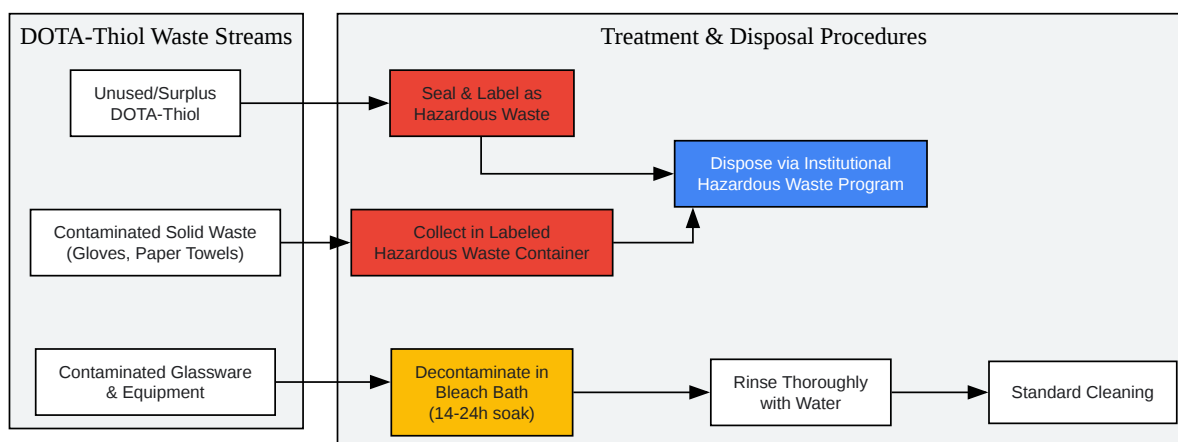 DOTA-Thiol Waste Streams
Treatment & Disposal Procedures
Unused/Surplus
DOTA-Thiol
Seal & Label as
Hazardous Waste
Dispose via Institutional
Hazardous Waste Program
Contaminated Solid Waste
(Gloves, Paper Towels)
Collect in Labeled
Hazardous Waste Container
Contaminated Glassware
& Equipment
Decontaminate in
Bleach Bath
(14-24h soak)
Rinse Thoroughly
with Water
Standard Cleaning